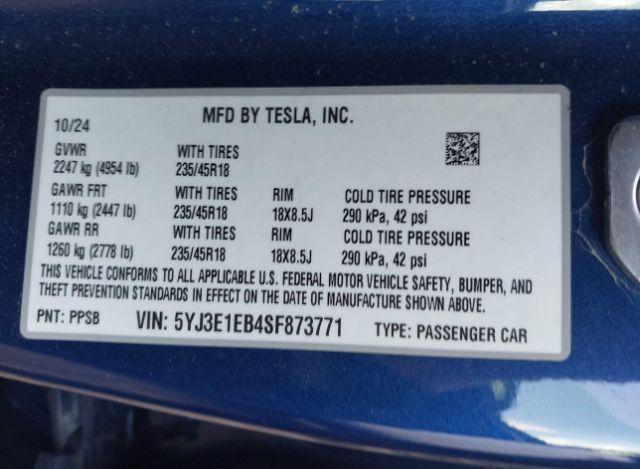 MFD BY TESLA, INC.
10/24
GVWR WITH TIRES
2247 kg (4954 lb) 235/45R18
GAWR FRT WITH TIRES RIM COLD TIRE PRESSURE
1110 kg (2447 lb) 235/45R18 18X8.5J 290 kPa, 42 psi
GAWR RR WITH TIRES RIM COLD TIRE PRESSURE
1260 kg (2778 lb) 235/45R18 18X8.5J 290 kPa, 42 psi
THIS VEHICLE CONFORMS TO ALL APPLICABLE U.S. FEDERAL MOTOR VEHICLE SAFETY, BUMPER, AND
THEFT PREVENTION STANDARDS IN EFFECT ON THE DATE OF MANUFACTURE SHOWN ABOVE.
PNT: PPSB VIN: 5YJ3E1EB4SF873771 TYPE: PASSENGER CAR